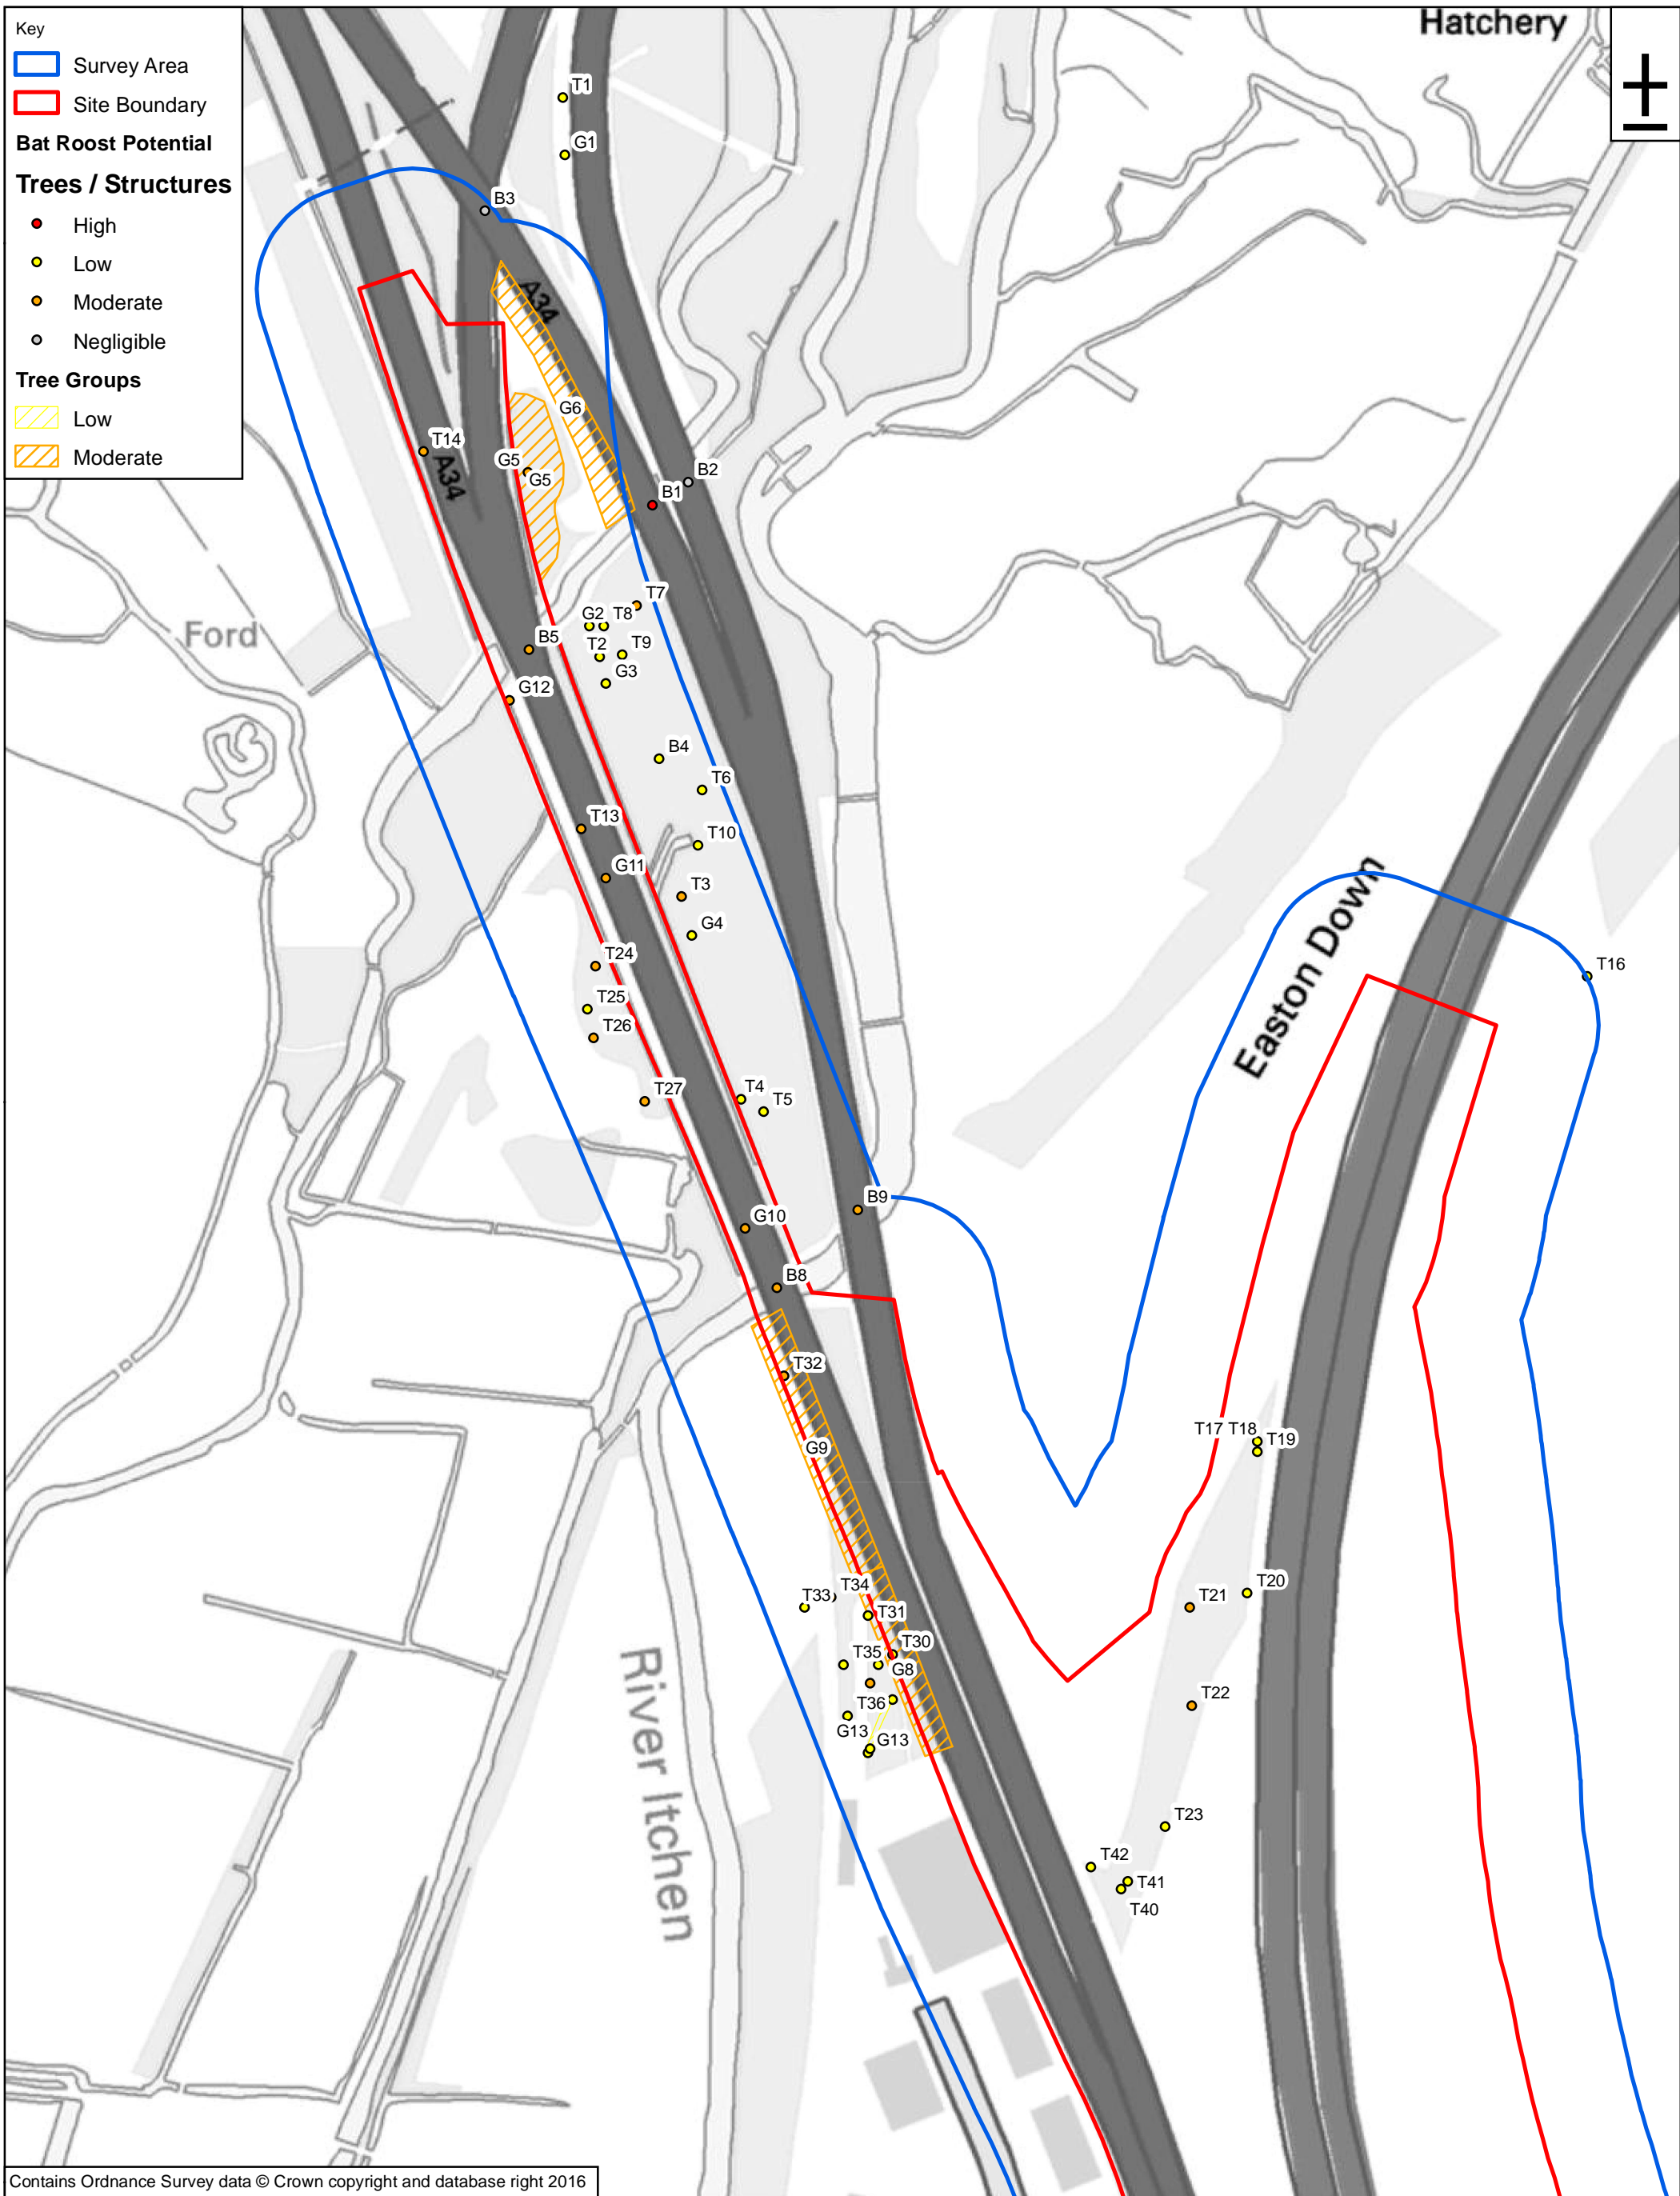 Key
Survey Area
Site Boundary
Bat Roost Potential
Trees / Structures
High
Low
Moderate
Negligible
Tree Groups
Low
Moderate
Hatchery
T1
G1
B3
A34
G6
T14
A34
G5
G5
B2
B1
T7
G2 T8
Ford
B5
T2
T9
G3
G12
B4
T6
T13
T10
G11
T3
G4
Easton Down
T24
T16
T25
T26
T27
T4
T5
B9
G10
B8
T32
T17 T18
T19
G9
T34
T33
T20
T21
T31
T30
T35
G8
River Itchen
T36
T22
G13
G13
T23
T42
T41
T40
Contains Ordnance Survey data © Crown copyright and database right 2016